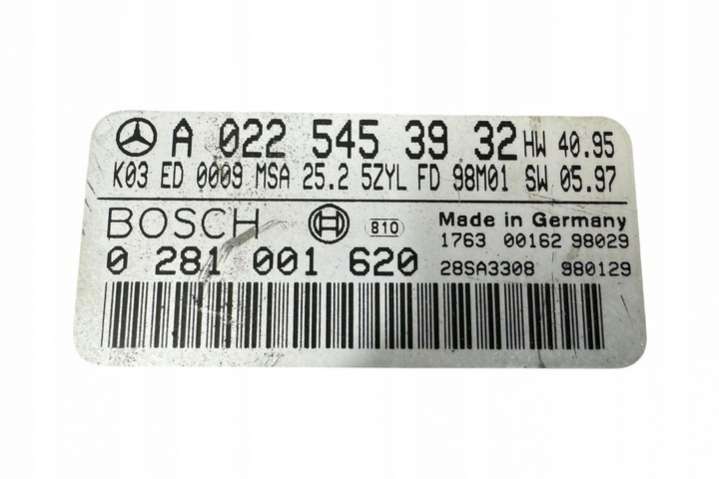 A 022 545 39 32 HW 40.95
K03 ED 0009 MSA 25.2 5ZYL FD 98M01 SW 05.97
BOSCH 810 Made in Germany
1763 00162 98029
0 281 001 620 28SA3308 980129